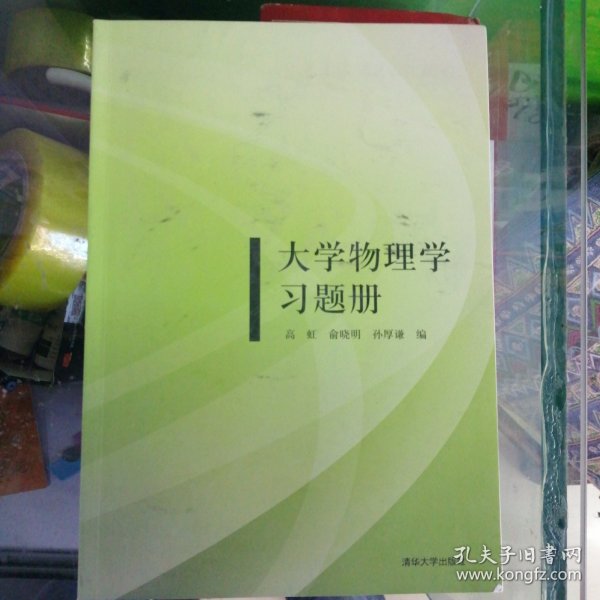 大学物理学
习题册
高 虹 俞晓明 孙厚谦 编
清华大学出版
孔夫子旧书网
www.kongfz.com